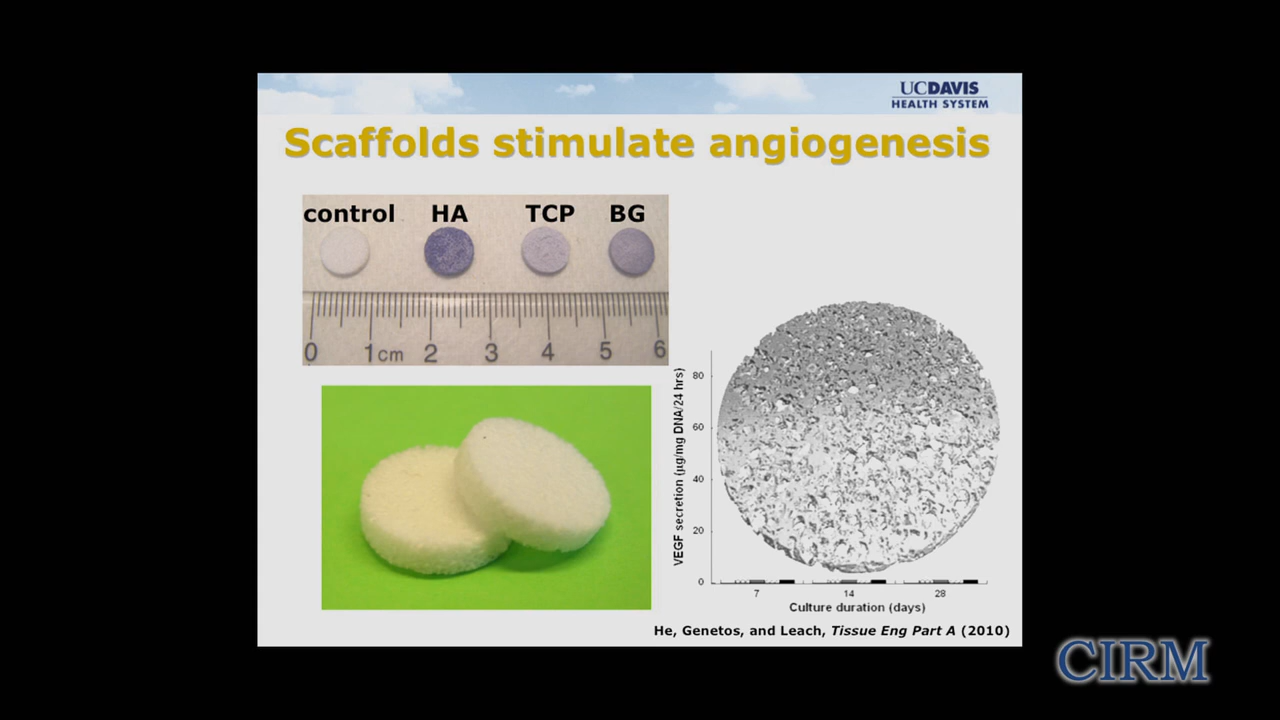 UCDAVIS
HEALTH SYSTEM
Scaffolds stimulate angiogenesis
control HA TCP BG
0 1cm 2 3 4 5 6
VEGF secretion (µg/mg DNA/24 hrs)
80
60
40
20
0
7 14 28
Culture duration (days)
He, Genetos, and Leach, Tissue Eng Part A (2010)
CIRM